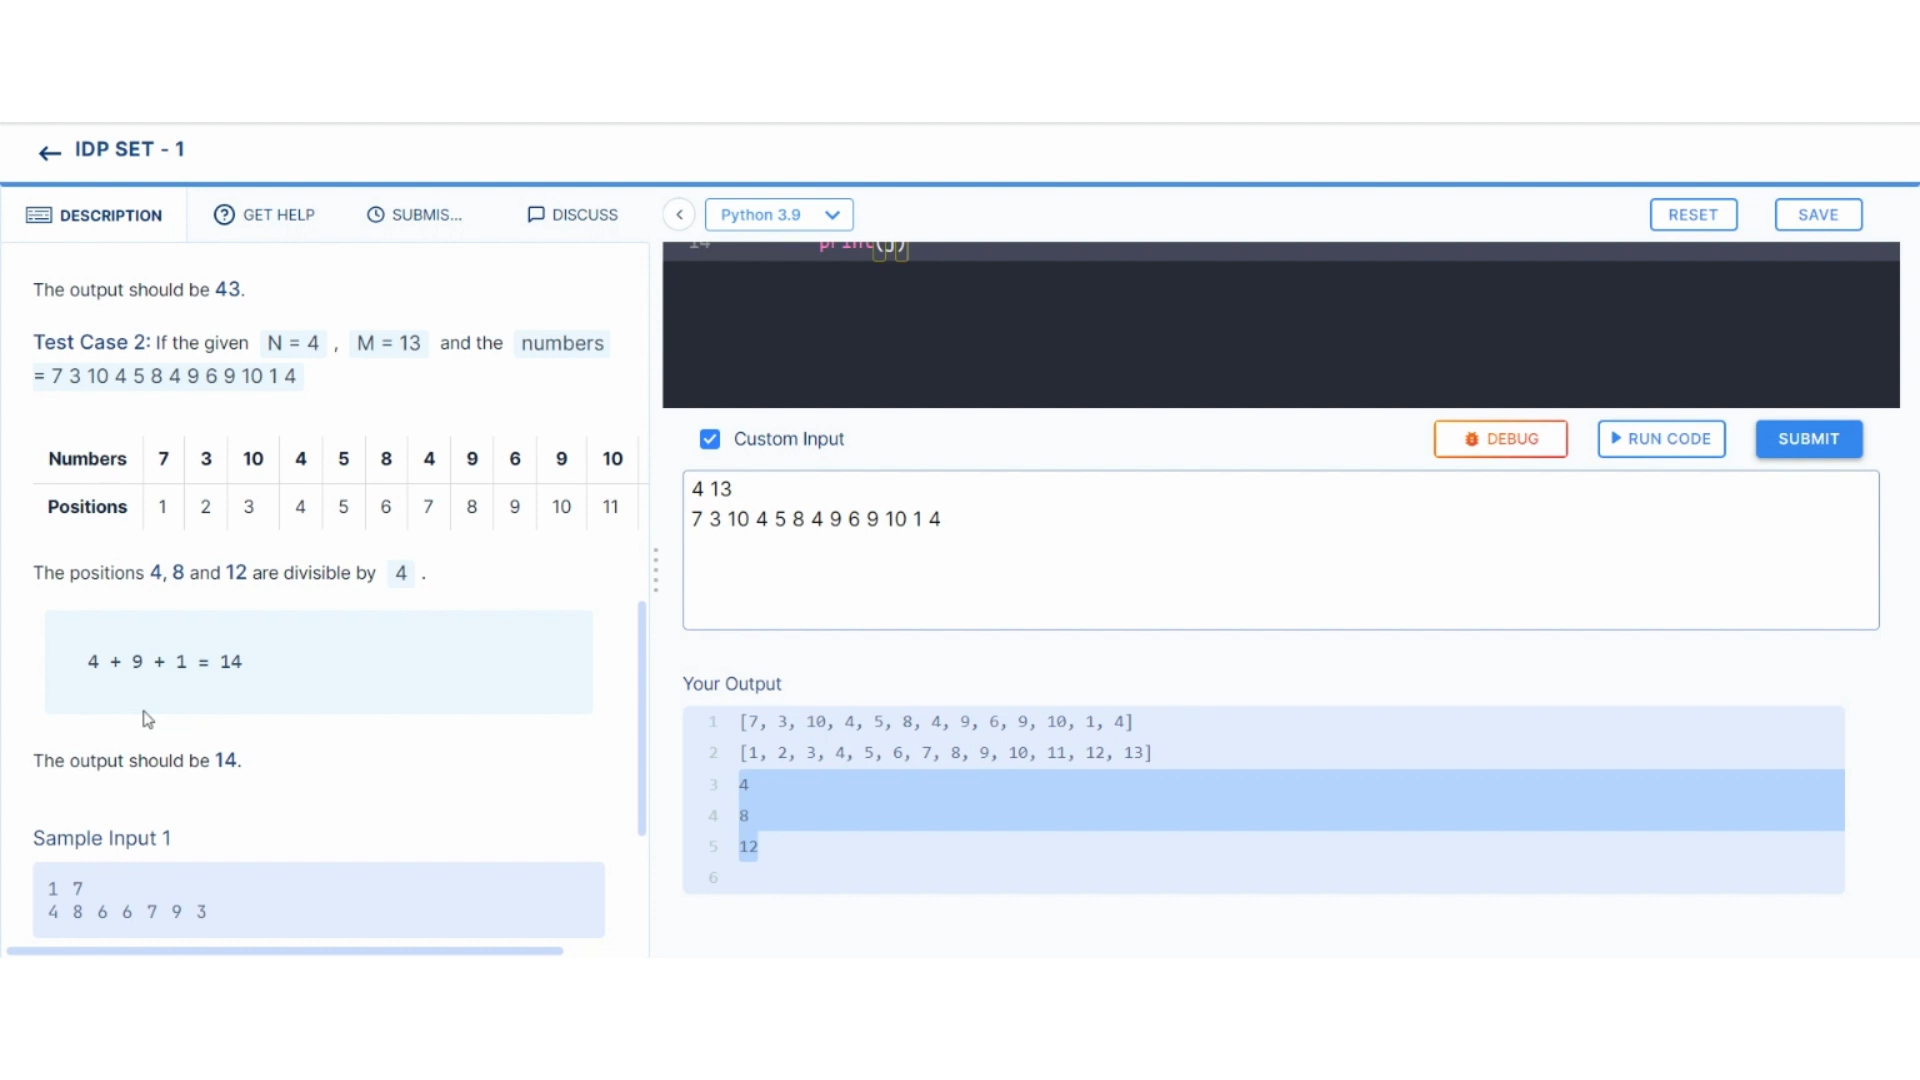 IDP SET - 1
DESCRIPTION GET HELP SUBMIS... DISCUSS
Python 3.9 RESET SAVE
14 print(j)
The output should be 43.
Test Case 2: If the given N = 4 , M = 13 and the numbers
= 7 3 10 4 5 8 4 9 6 9 10 1 4
Numbers 7 3 10 4 5 8 4 9 6 9 10
Positions 1 2 3 4 5 6 7 8 9 10 11
The positions 4, 8 and 12 are divisible by 4 .
4 + 9 + 1 = 14
The output should be 14.
Sample Input 1
1 7
4 8 6 6 7 9 3
Custom Input DEBUG RUN CODE SUBMIT
4 13
7 3 10 4 5 8 4 9 6 9 10 1 4
Your Output
1 [7, 3, 10, 4, 5, 8, 4, 9, 6, 9, 10, 1, 4]
2 [1, 2, 3, 4, 5, 6, 7, 8, 9, 10, 11, 12, 13]
3 4
4 8
5 12
6